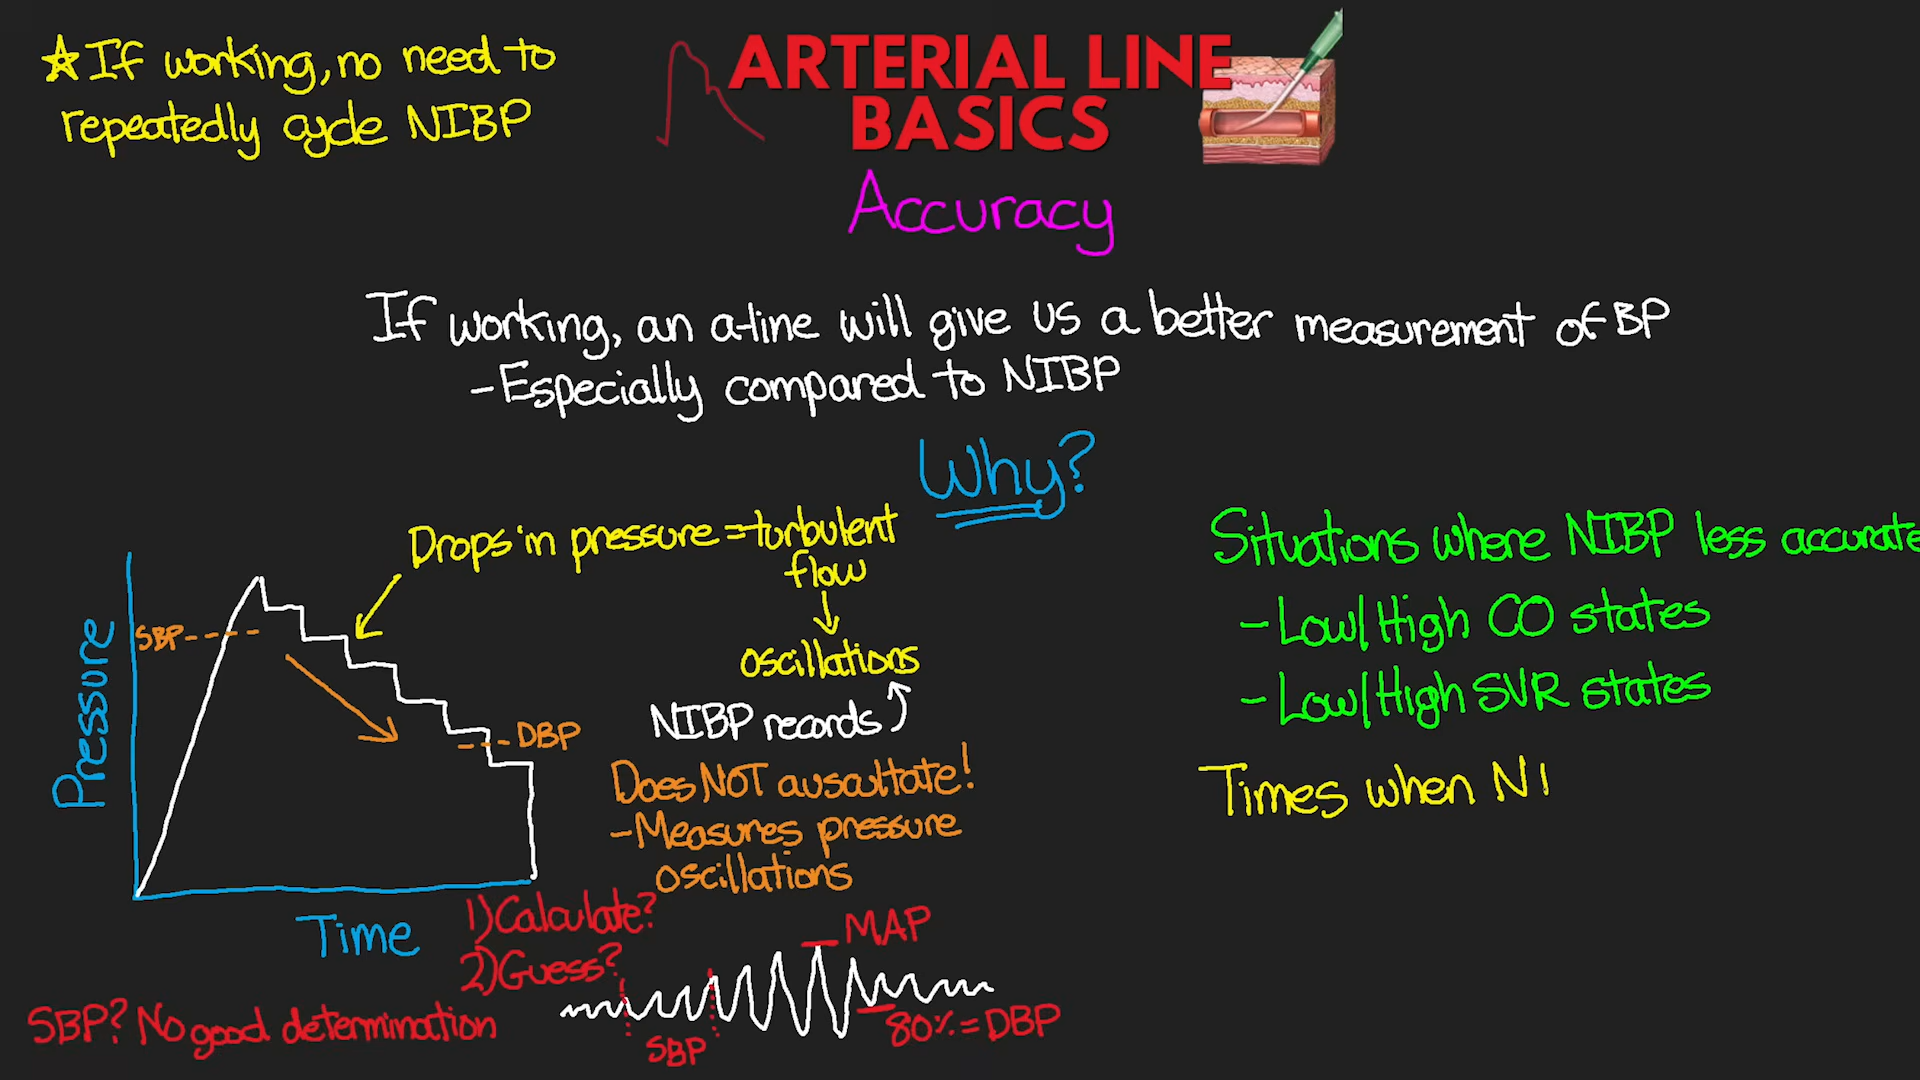 ☆If working, no need to
repeatedly cycle NIBP
ARTERIAL LINE
BASICS
Accuracy
If working, an a-line will give us a better measurement of BP
-Especially compared to NIBP
Why?
Drops in pressure = turbulent
flow
oscillations
NIBP records
Does NOT auscultate!
-Measures pressure
oscillations
Pressure
SBP
DBP
Time
1) Calculate?
2) Guess?
SBP? No good determination
MAP
SBP
80% = DBP
Situations where NIBP less accurate
-Low/High CO states
-Low/High SVR states
Times when NI